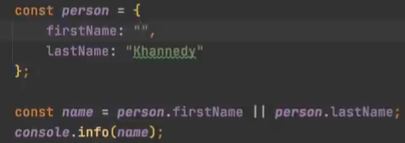 const person = {
    firstName: "",
    lastName: "Khannedy"
};

const name = person.firstName || person.lastName;
console.info(name);